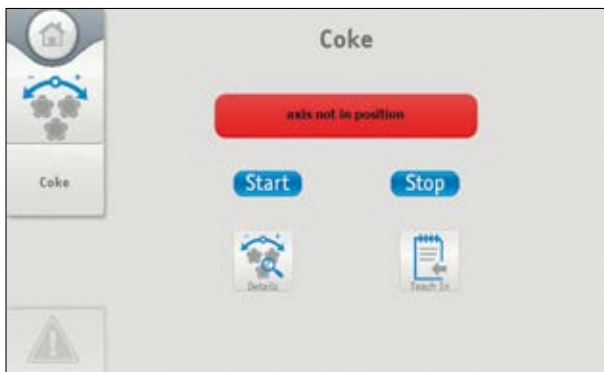 Coke
axis not in position
Coke
Start
Stop
Details
Teach In